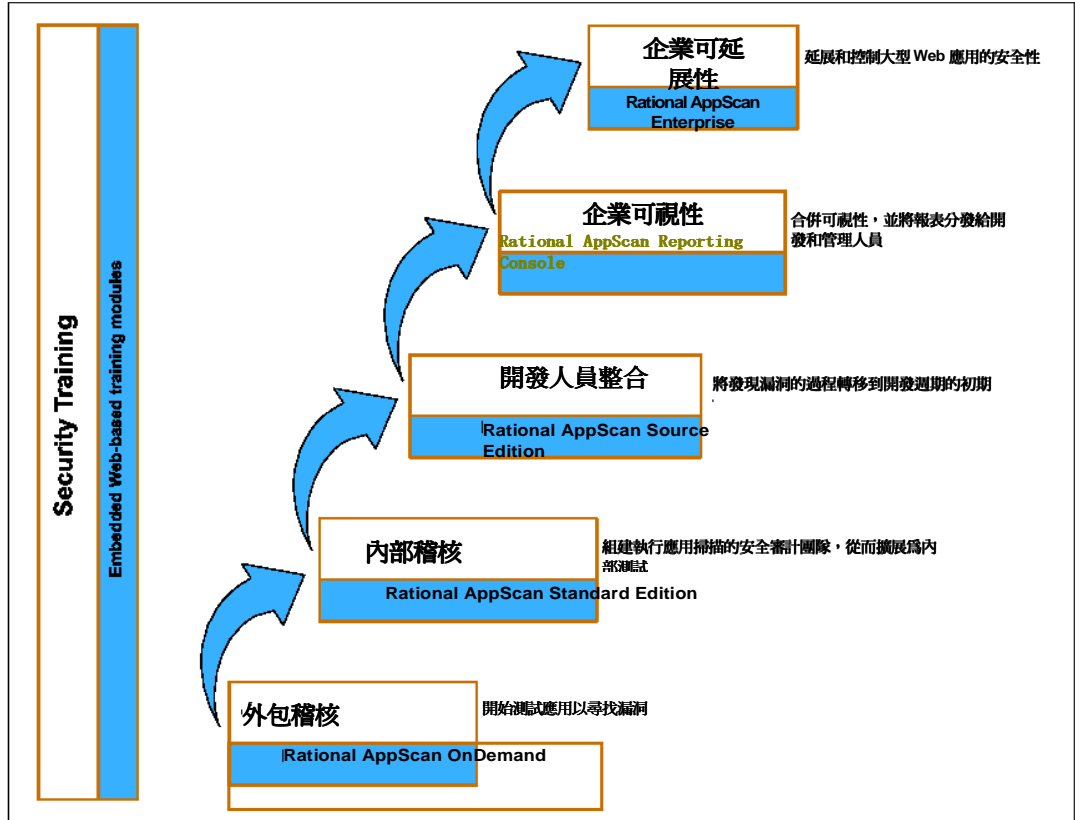 Security Training
Embedded Web-based training modules
企業可延
展性
Rational AppScan
Enterprise
延展和控制大型 Web 應用的安全性
企業可視性
Rational AppScan Reporting
Console
合併可視性，並將報表分發給開
發和管理人員
開發人員整合
Rational AppScan Source
Edition
將發現漏洞的過程轉移到開發週期的初期
內部稽核
Rational AppScan Standard Edition
組建執行應用掃描的安全審計團隊，從而擴展爲內
部測試
外包稽核
Rational AppScan OnDemand
開始測試應用以尋找漏洞